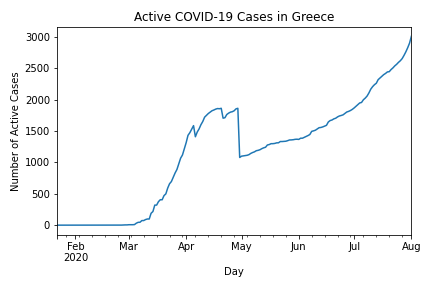 Active COVID-19 Cases in Greece
Number of Active Cases
3000
2500
2000
1500
1000
500
0
Feb Mar Apr May Jun Jul Aug
2020
Day